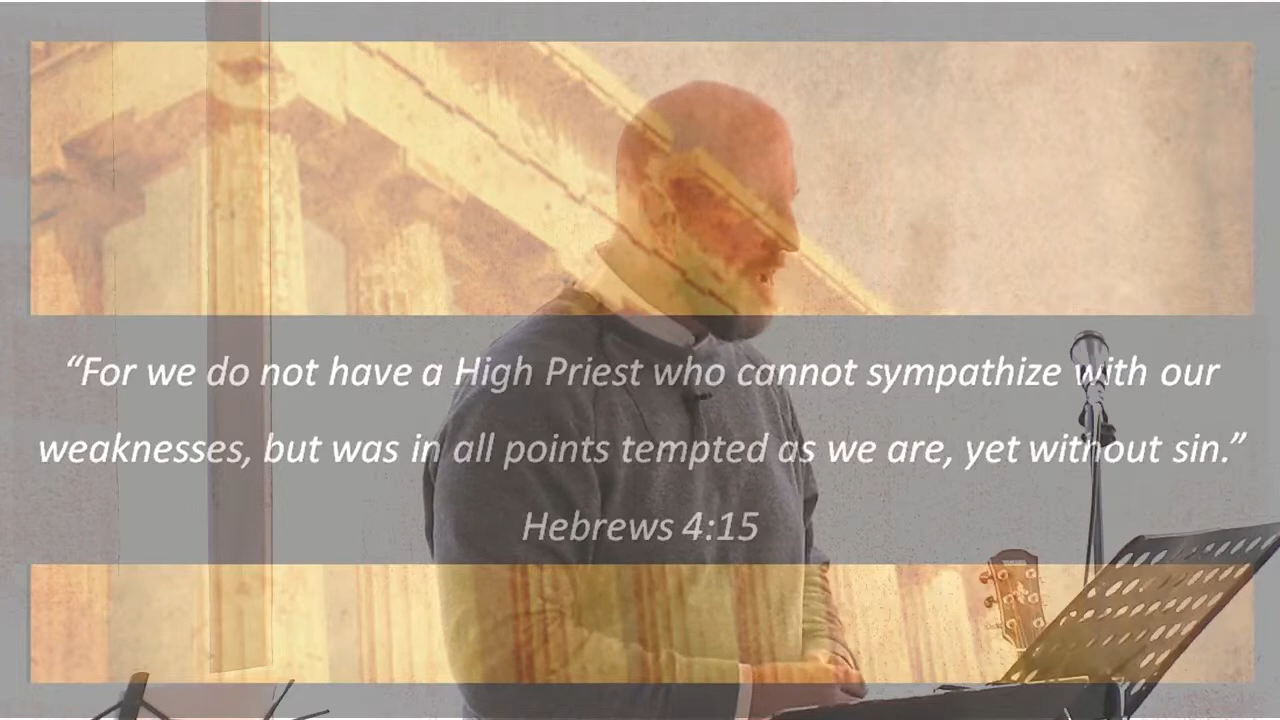 “For we do not have a High Priest who cannot sympathize with our
weaknesses, but was in all points tempted as we are, yet without sin.”
Hebrews 4:15